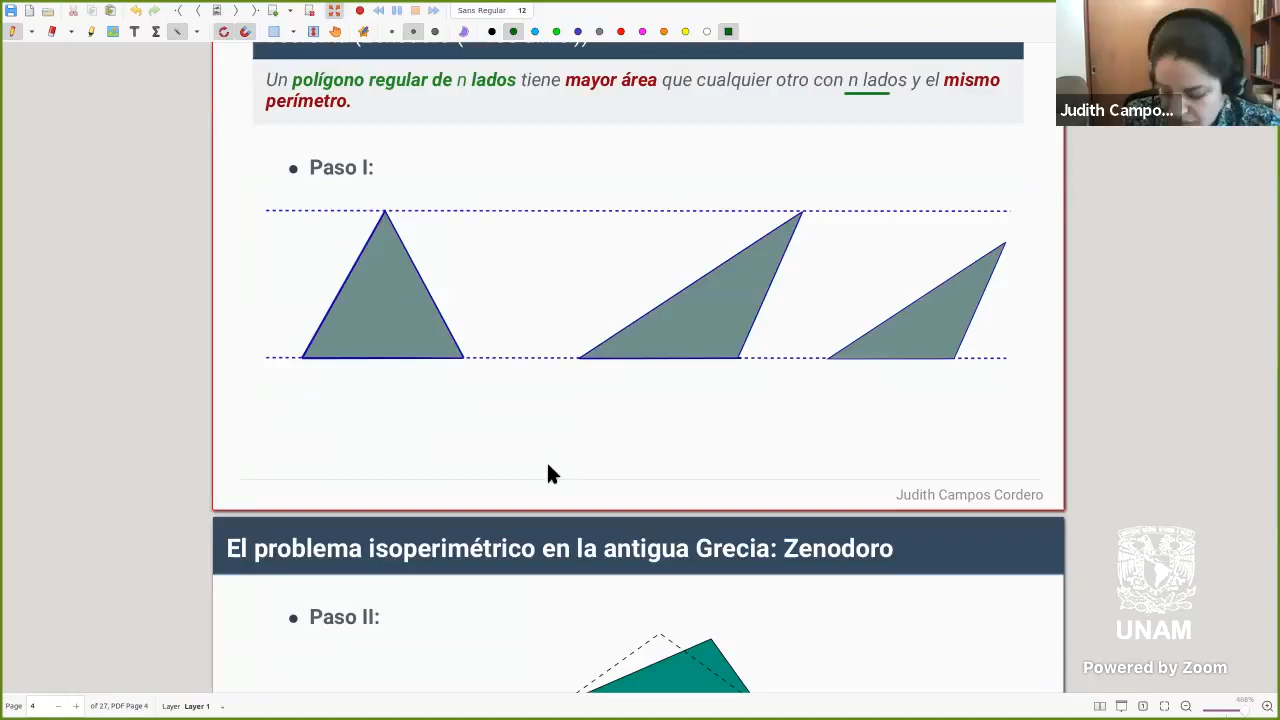 Sans Regular 12
Un polígono regular de n lados tiene mayor área que cualquier otro con n lados y el mismo
perímetro.
Judith Campo...
• Paso I:
Judith Campos Cordero
El problema isoperimétrico en la antigua Grecia: Zenodoro
• Paso II:
UNAM
Powered by Zoom
Page 4 of 27, PDF Page 4 Layer Layer 1
468%